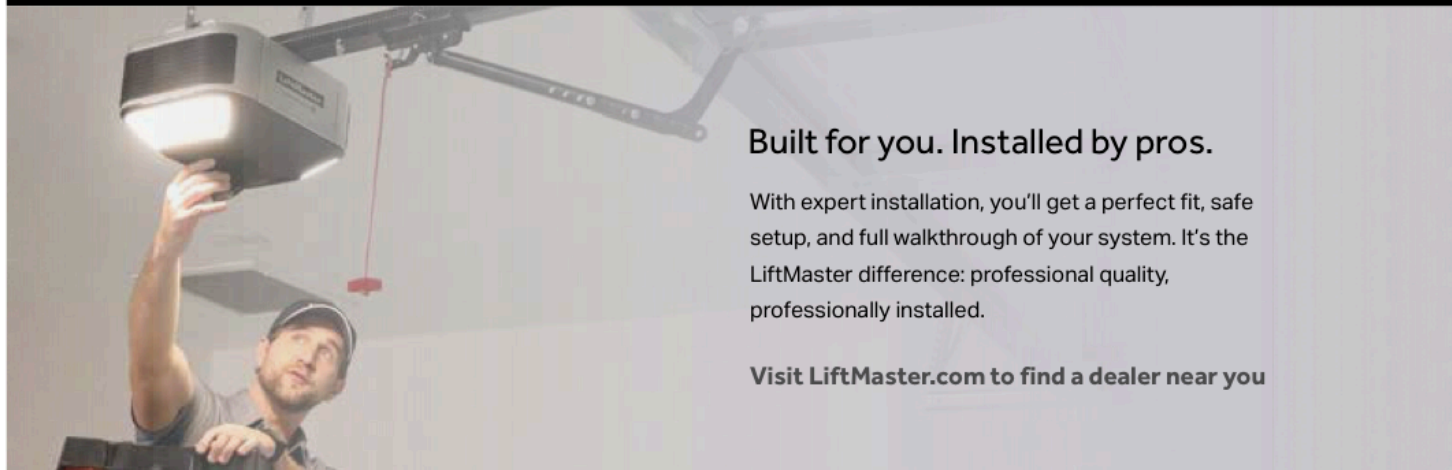 LiftMaster
Built for you. Installed by pros.
With expert installation, you'll get a perfect fit, safe
setup, and full walkthrough of your system. It's the
LiftMaster difference: professional quality,
professionally installed.
Visit LiftMaster.com to find a dealer near you